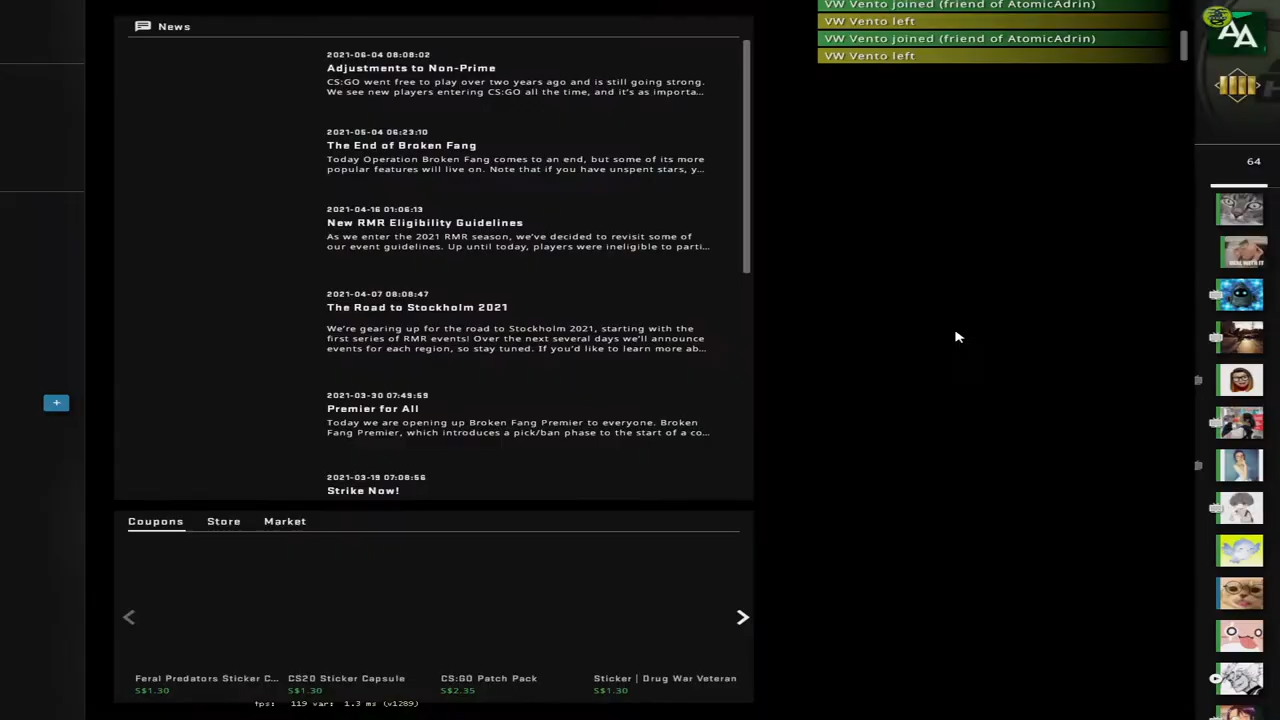 News
2021-06-04 08:08:02
Adjustments to Non-Prime
CS:GO went free to play over two years ago and is still going strong.
We see new players entering CS:GO all the time, and it's as importa...
2021-05-04 06:23:10
The End of Broken Fang
Today Operation Broken Fang comes to an end, but some of its more
popular features will live on. Note that if you have unspent stars, y...
2021-04-16 01:06:13
New RMR Eligibility Guidelines
As we enter the 2021 RMR season, we've decided to revisit some of
our event guidelines. Up until today, players were ineligible to parti...
2021-04-07 08:08:47
The Road to Stockholm 2021
We're gearing up for the road to Stockholm 2021, starting with the
first series of RMR events! Over the next several days we'll announce
events for each region, so stay tuned. If you'd like to learn more ab...
2021-03-30 07:49:59
Premier for All
Today we are opening up Broken Fang Premier to everyone. Broken
Fang Premier, which introduces a pick/ban phase to the start of a co...
2021-03-19 07:08:56
Strike Now!
Coupons Store Market
Feral Predators Sticker C... CS20 Sticker Capsule CS:GO Patch Pack Sticker | Drug War Veteran
S$1.30 S$1.30 S$2.35 S$1.30
fps: 119 var: 1.3 ms (v1289)
VW Vento joined (friend of AtomicAdrin)
VW Vento left
VW Vento joined (friend of AtomicAdrin)
VW Vento left
AA
64
DEAL WITH IT